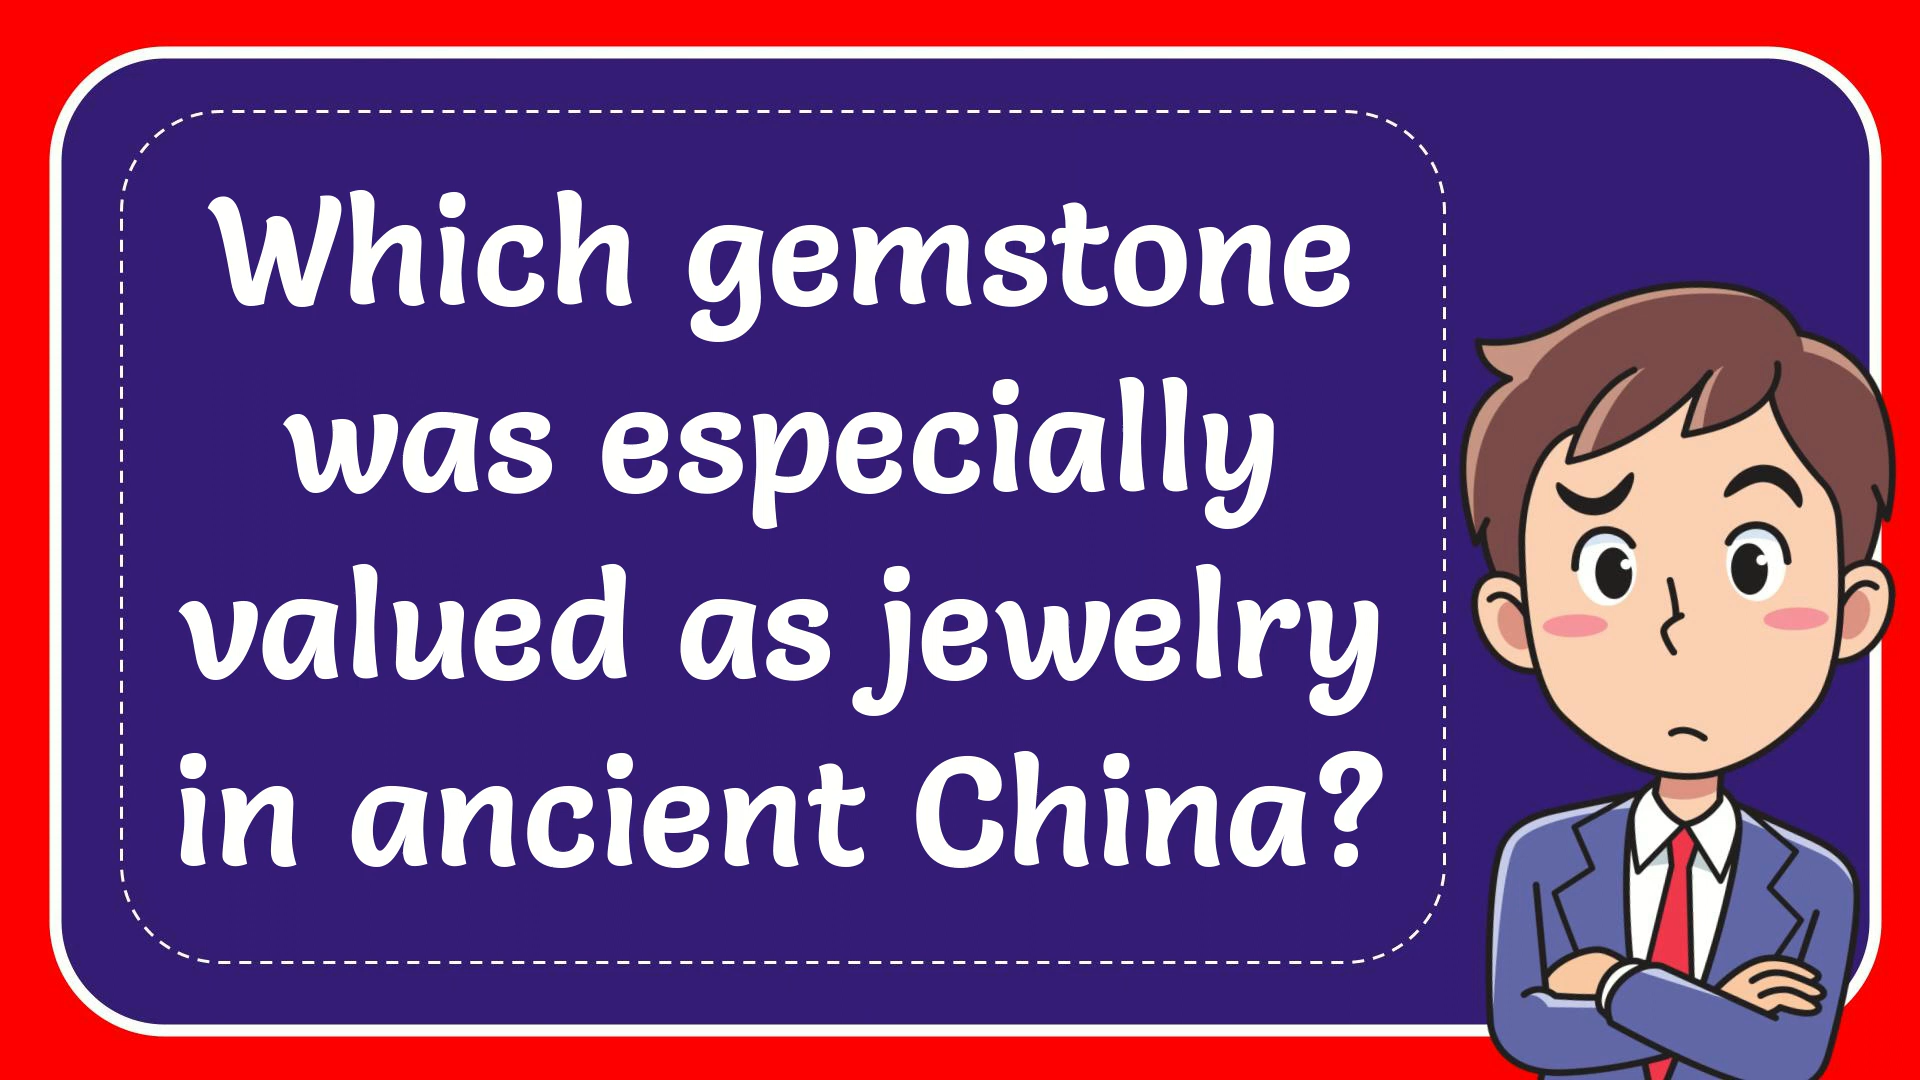 Which gemstone
was especially
valued as jewelry
in ancient China?